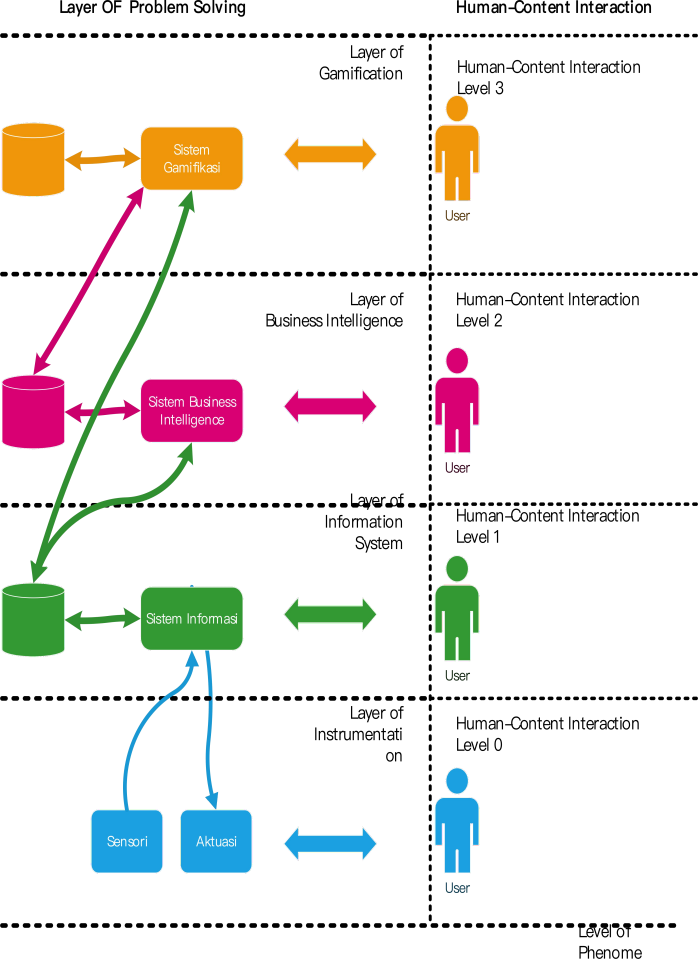 Layer OF Problem Solving
Human-Content Interaction
Layer of
Gamification
Human-Content Interaction
Level 3
Sistem
Gamifikasi
User
Layer of
Business Intelligence
Human-Content Interaction
Level 2
Sistem Business
Intelligence
User
Layer of
Information
System
Human-Content Interaction
Level 1
Sistem Informasi
User
Layer of
Instrumentati
on
Human-Content Interaction
Level 0
Sensori
Aktuasi
User
Level of
Phenome